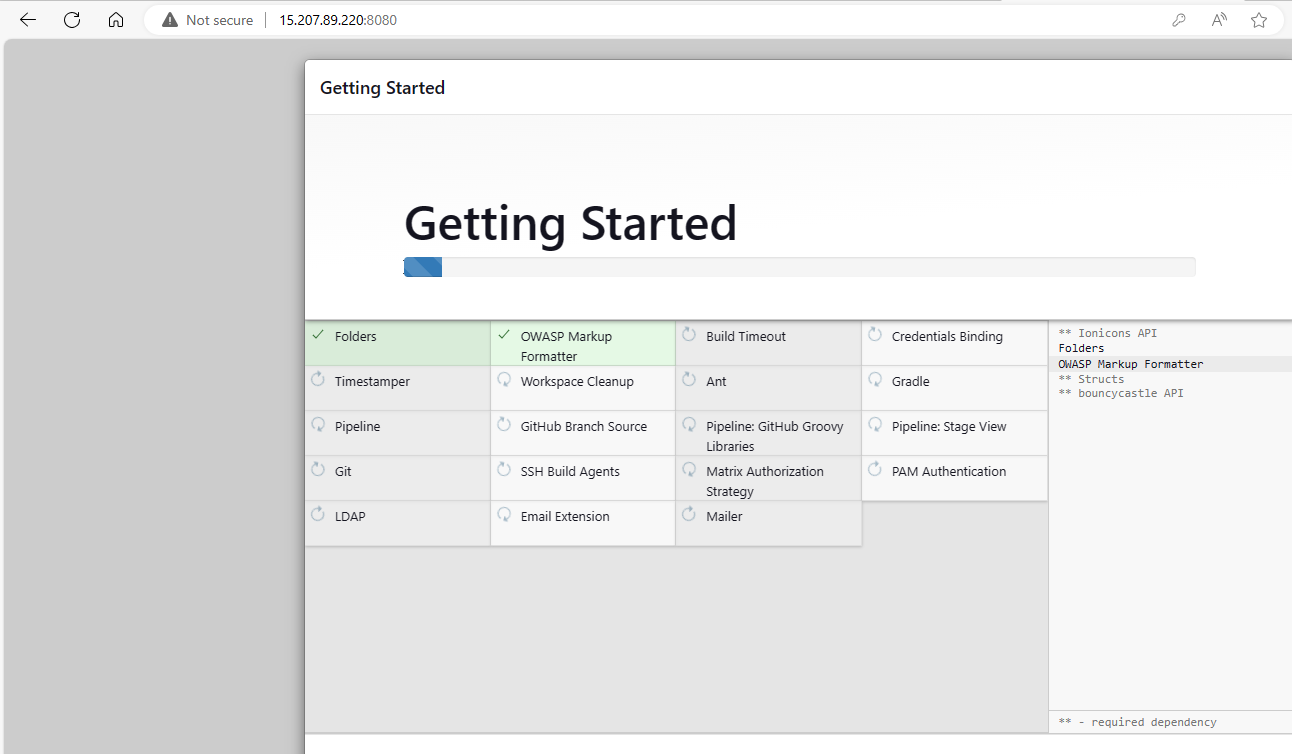 Not secure
15.207.89.220:8080
Getting Started
Getting Started
Folders
OWASP Markup
Formatter
Build Timeout
Credentials Binding
Timestamper
Workspace Cleanup
Ant
Gradle
Pipeline
GitHub Branch Source
Pipeline: GitHub Groovy
Libraries
Pipeline: Stage View
Git
SSH Build Agents
Matrix Authorization
Strategy
PAM Authentication
LDAP
Email Extension
Mailer
** Ionicons API
Folders
OWASP Markup Formatter
** Structs
** bouncycastle API
** - required dependency